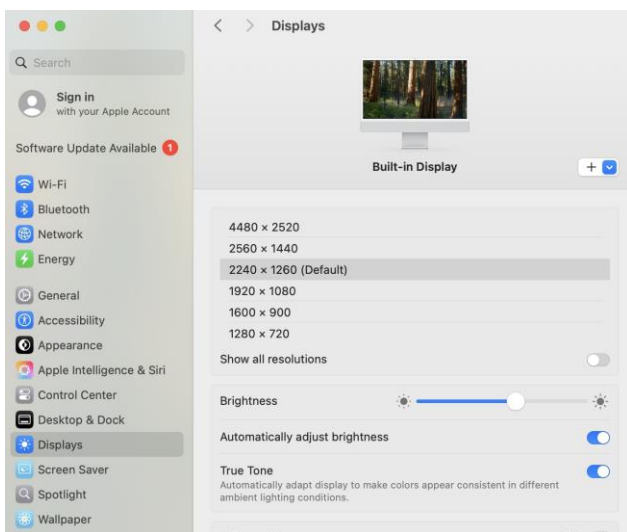 Displays
Search
Sign in
with your Apple Account
Software Update Available 1
Wi-Fi
Bluetooth
Network
Energy
General
Accessibility
Appearance
Apple Intelligence & Siri
Control Center
Desktop & Dock
Displays
Screen Saver
Spotlight
Wallpaper
Built-in Display
4480 × 2520
2560 × 1440
2240 × 1260 (Default)
1920 × 1080
1600 × 900
1280 × 720
Show all resolutions
Brightness
Automatically adjust brightness
True Tone
Automatically adapt display to make colors appear consistent in different
ambient lighting conditions.